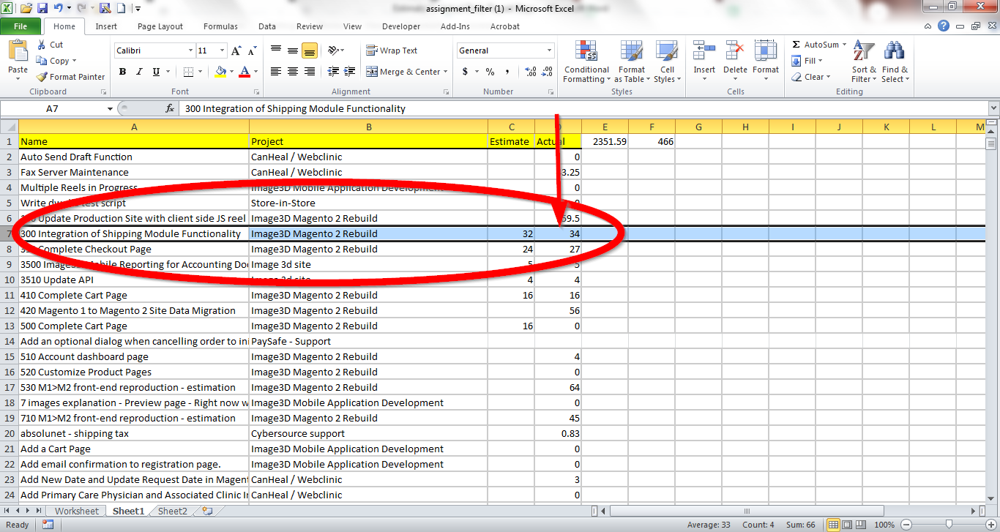 assignment_filter (1) - Microsoft Excel
File Home Insert Page Layout Formulas Data Review View Developer Add-Ins Acrobat
Paste
Cut
Copy
Format Painter
Clipboard
Calibri 11
B I U
Font
Wrap Text
Merge & Center
Alignment
General
$ % ,
Number
Conditional Formatting
Format as Table
Cell Styles
Styles
Insert
Delete
Format
Cells
AutoSum
Fill
Clear
Sort & Filter
Find & Select
Editing
A7 fx 300 Integration of Shipping Module Functionality
A B C E F G H I J K L M
1 Name Project Estimate Actual 2351.59 466
2 Auto Send Draft Function CanHeal / Webclinic 0
3 Fax Server Maintenance CanHeal / Webclinic 3.25
4 Multiple Reels in Progress Image3D Mobile Application Development 0
5 Write test script Store-in-Store 0
6 Update Production Site with client side JS reel Image3D Magento 2 Rebuild 59.5
7 300 Integration of Shipping Module Functionality Image3D Magento 2 Rebuild 32 34
8 Complete Checkout Page Image3D Magento 2 Rebuild 24 27
9 3500 Mobile Reporting for Accounting Do Image 3d site 5 5
10 3510 Update API Image 3d site 4 4
11 410 Complete Cart Page Image3D Magento 2 Rebuild 16 16
12 420 Magento 1 to Magento 2 Site Data Migration Image3D Magento 2 Rebuild 56
13 500 Complete Cart Page Image3D Magento 2 Rebuild 16 0
14 Add an optional dialog when cancelling order to ini PaySafe - Support
15 510 Account dashboard page Image3D Magento 2 Rebuild 4
16 520 Customize Product Pages Image3D Magento 2 Rebuild 0
17 530 M1>M2 front-end reproduction - estimation Image3D Magento 2 Rebuild 64
18 7 images explanation - Preview page - Right now w Image3D Mobile Application Development 0
19 710 M1>M2 front-end reproduction - estimation Image3D Magento 2 Rebuild 45
20 absolunet - shipping tax Cybersource support 0.83
21 Add a Cart Page Image3D Mobile Application Development 0
22 Add email confirmation to registration page. Image3D Mobile Application Development 0
23 Add New Date and Update Request Date in Magent CanHeal / Webclinic 3
24 Add Primary Care Physician and Associated Clinic I CanHeal / Webclinic 0
Worksheet Sheet1 Sheet2
Ready Average: 33 Count: 4 Sum: 66 100%